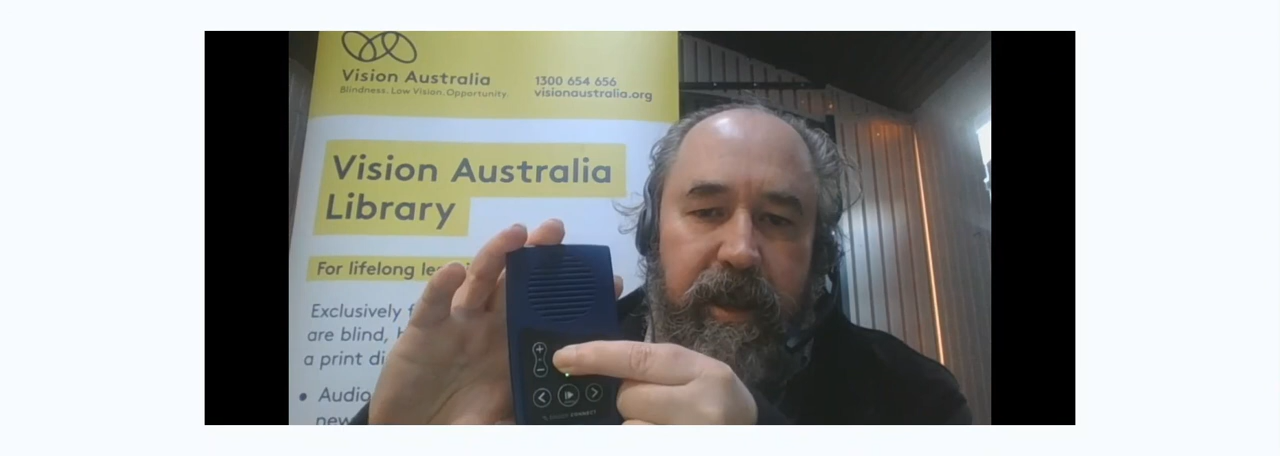 Vision Australia
Blindness. Low Vision. Opportunity.
1300 654 656
visionaustralia.org
Vision Australia
Library
For lifelong
Exclusively
are blind,
a print
• Audio
+
−
CONNECT